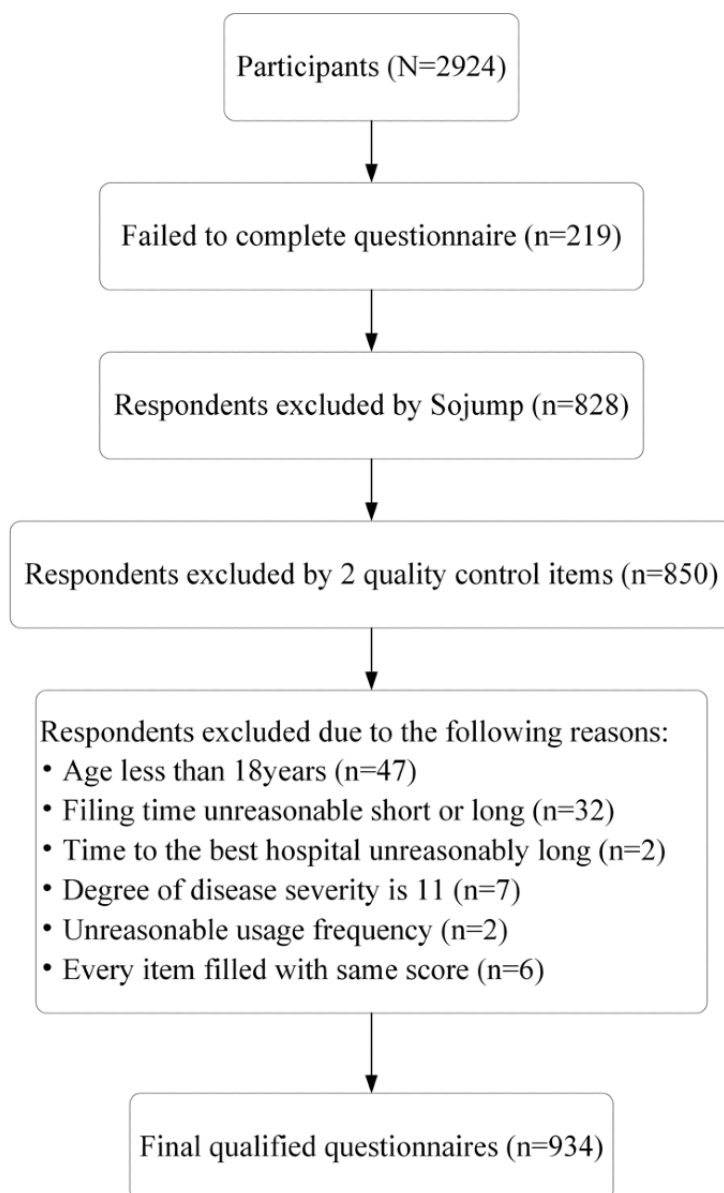 Participants (N=2924)
Failed to complete questionnaire (n=219)
Respondents excluded by Sojump (n=828)
Respondents excluded by 2 quality control items (n=850)
Respondents excluded due to the following reasons:
• Age less than 18years (n=47)
• Filing time unreasonable short or long (n=32)
• Time to the best hospital unreasonably long (n=2)
• Degree of disease severity is 11 (n=7)
• Unreasonable usage frequency (n=2)
• Every item filled with same score (n=6)
Final qualified questionnaires (n=934)